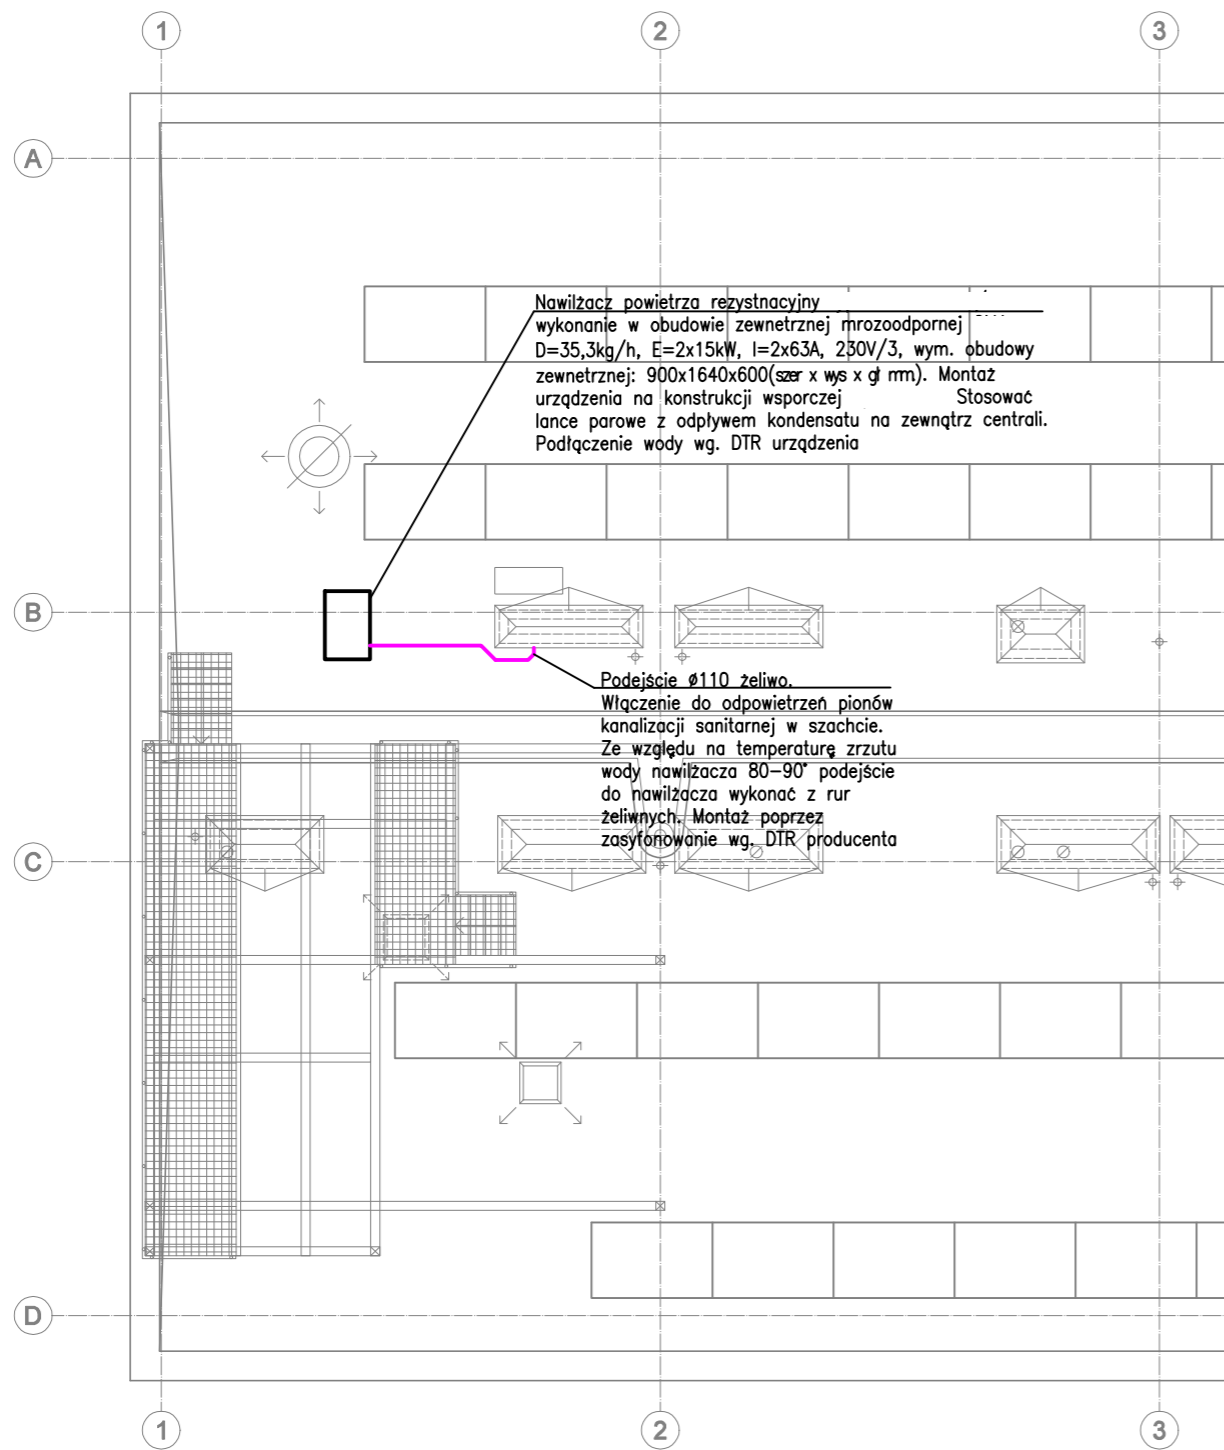 1 2 3
A
Nawilżacz powietrza rezystnacyjny
wykonanie w obudowie zewnetrznej mrozoodpornej
D=35,3kg/h, E=2x15kW, I=2x63A, 230V/3, wym. obudowy
zewnetrznej: 900x1640x600(szer x wys x gł mm). Montaż
urządzenia na konstrukcji wsporczej Stosować
lance parowe z odpływem kondensatu na zewnątrz centrali.
Podłączenie wody wg. DTR urządzenia
B
Podejście ø110 żeliwo.
Włączenie do odpowietrzeń pionów
kanalizacji sanitarnej w szachcie.
Ze względu na temperaturę zrzutu
wody nawilżacza 80-90° podejście
do nawilżacza wykonać z rur
żeliwnych. Montaż poprzez
zasyfonowanie wg. DTR producenta
C
D
1 2 3